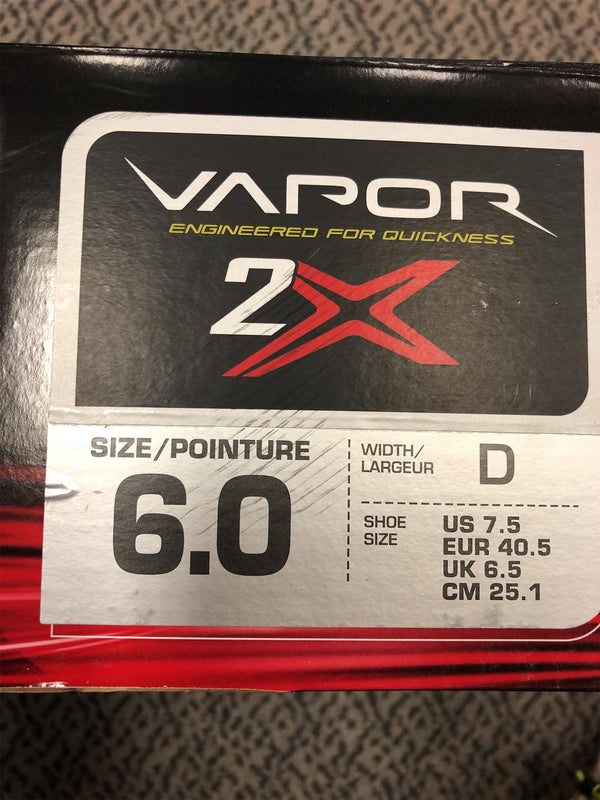 VAPOR
ENGINEERED FOR QUICKNESS
2X
SIZE/POINTURE
6.0
WIDTH/
LARGEUR
D
SHOE
SIZE
US 7.5
EUR 40.5
UK 6.5
CM 25.1